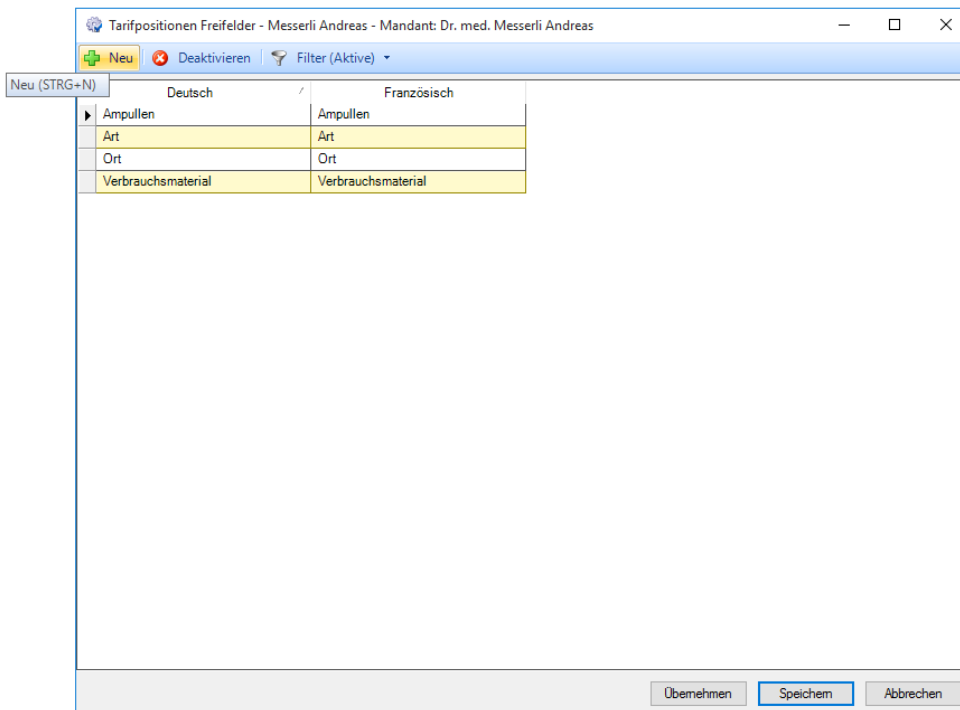 Tarifpositionen Freifelder - Messerli Andreas - Mandant: Dr. med. Messerli Andreas
Neu Deaktivieren Filter (Aktive)
Neu (STRG+N)
Deutsch Französisch
Ampullen Ampullen
Art Art
Ort Ort
Verbrauchsmaterial Verbrauchsmaterial
Übernehmen Speichern Abbrechen